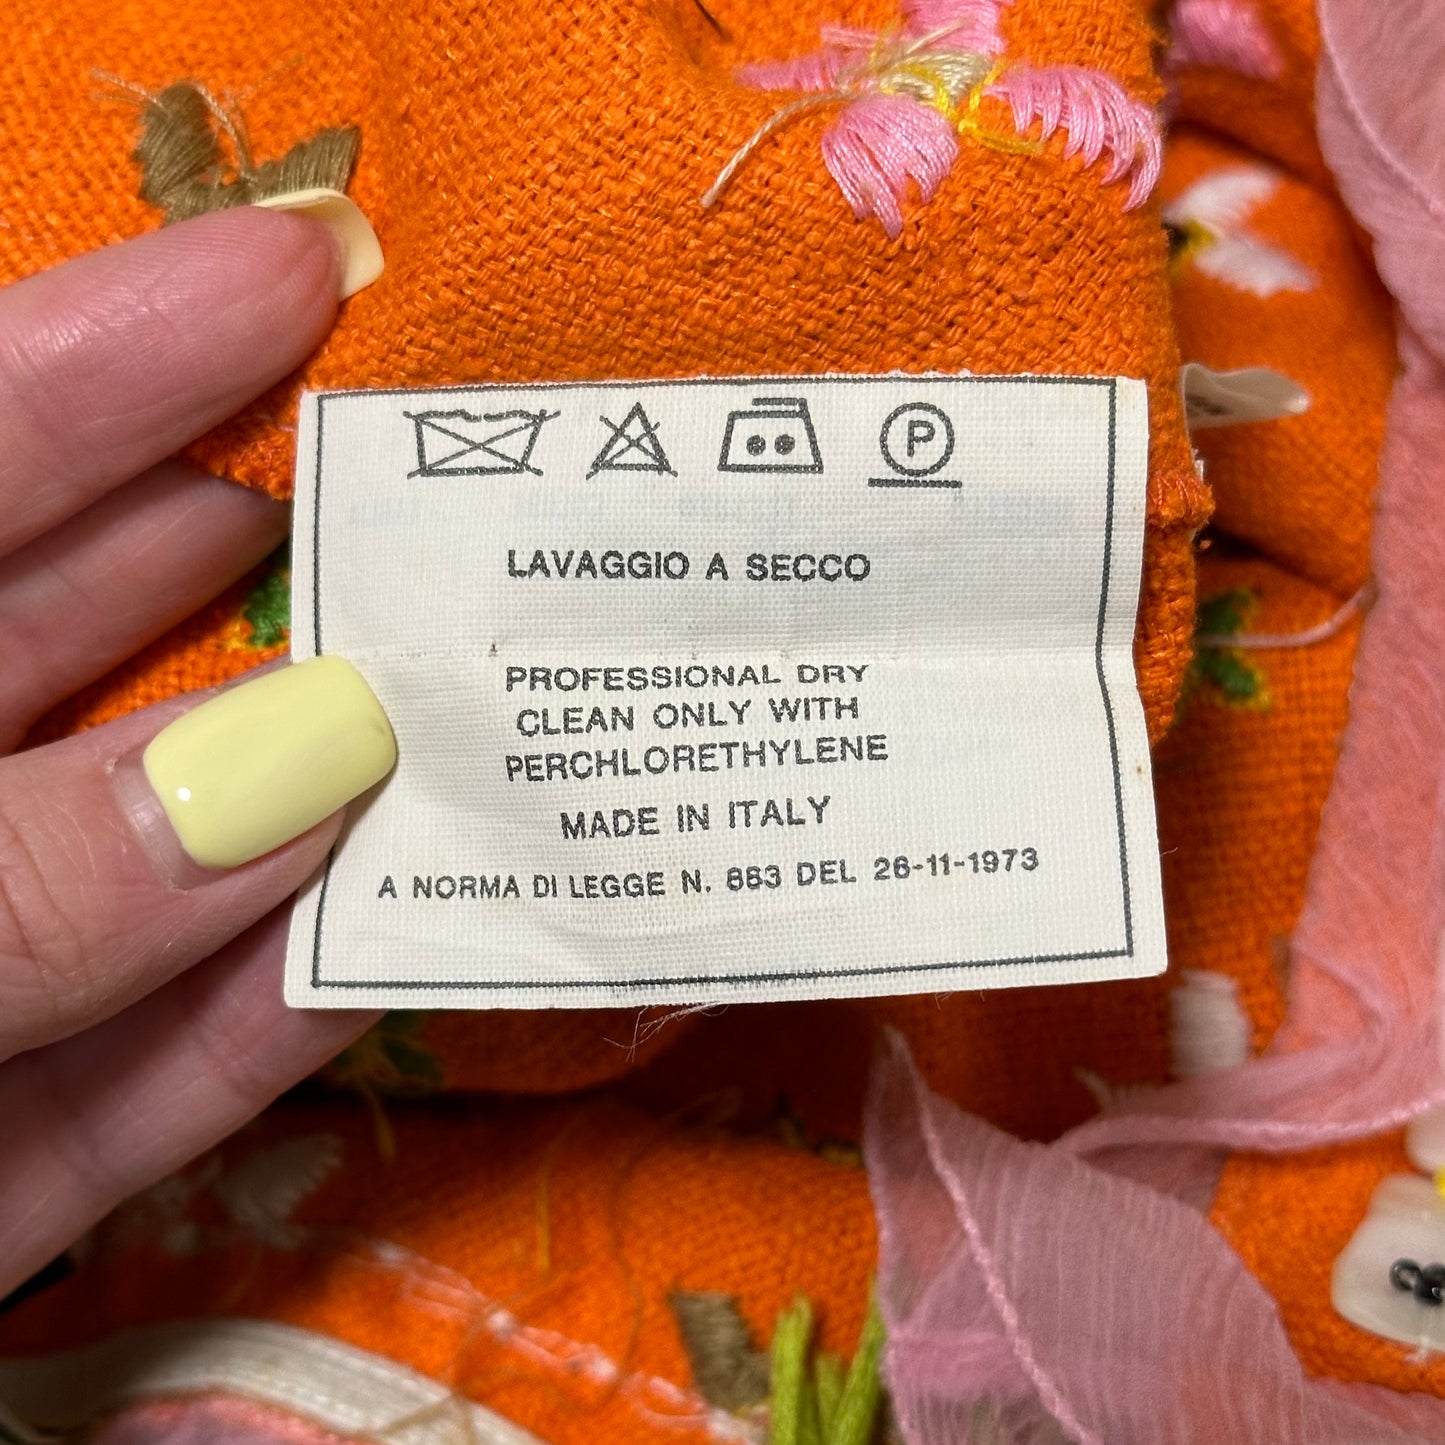 P
LAVAGGIO A SECCO
PROFESSIONAL DRY
CLEAN ONLY WITH
PERCHLORETHYLENE
MADE IN ITALY
A NORMA DI LEGGE N. 883 DEL 26-11-1973